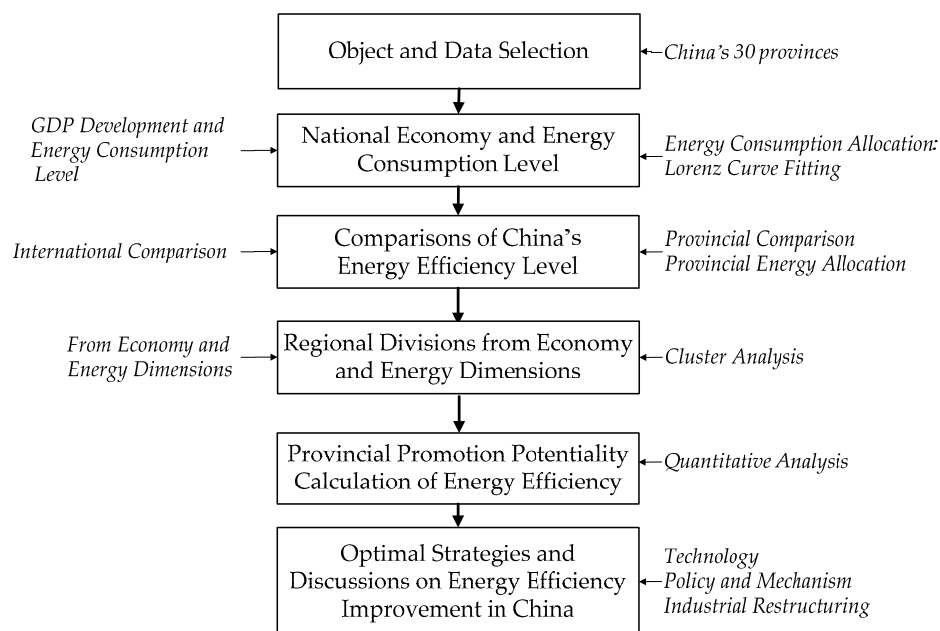 Object and Data Selection
China's 30 provinces
GDP Development and
Energy Consumption
Level
National Economy and Energy
Consumption Level
Energy Consumption Allocation:
Lorenz Curve Fitting
International Comparison
Comparisons of China's
Energy Efficiency Level
Provincial Comparison
Provincial Energy Allocation
From Economy and
Energy Dimensions
Regional Divisions from Economy
and Energy Dimensions
Cluster Analysis
Provincial Promotion Potentiality
Calculation of Energy Efficiency
Quantitative Analysis
Optimal Strategies and
Discussions on Energy Efficiency
Improvement in China
Technology
Policy and Mechanism
Industrial Restructuring